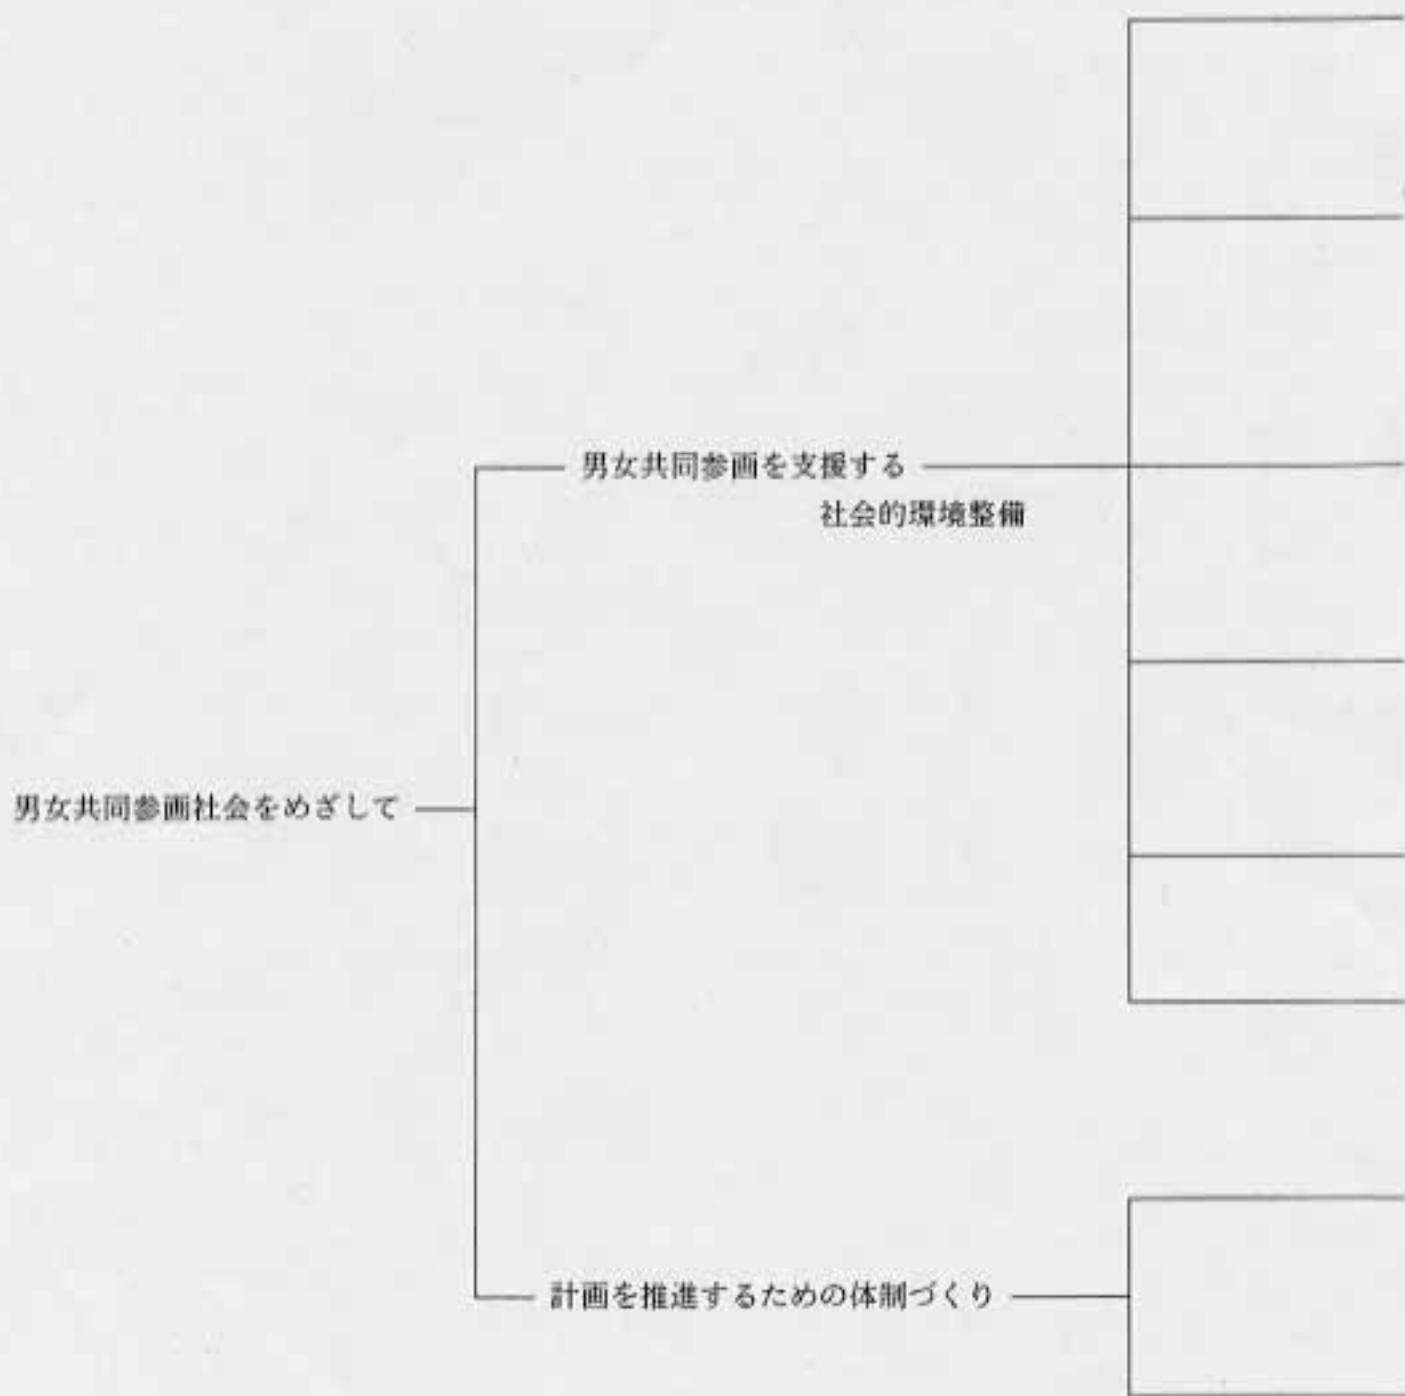 男女共同参画を支援する
社会的環境整備
男女共同参画社会をめざして
計画を推進するための体制づくり